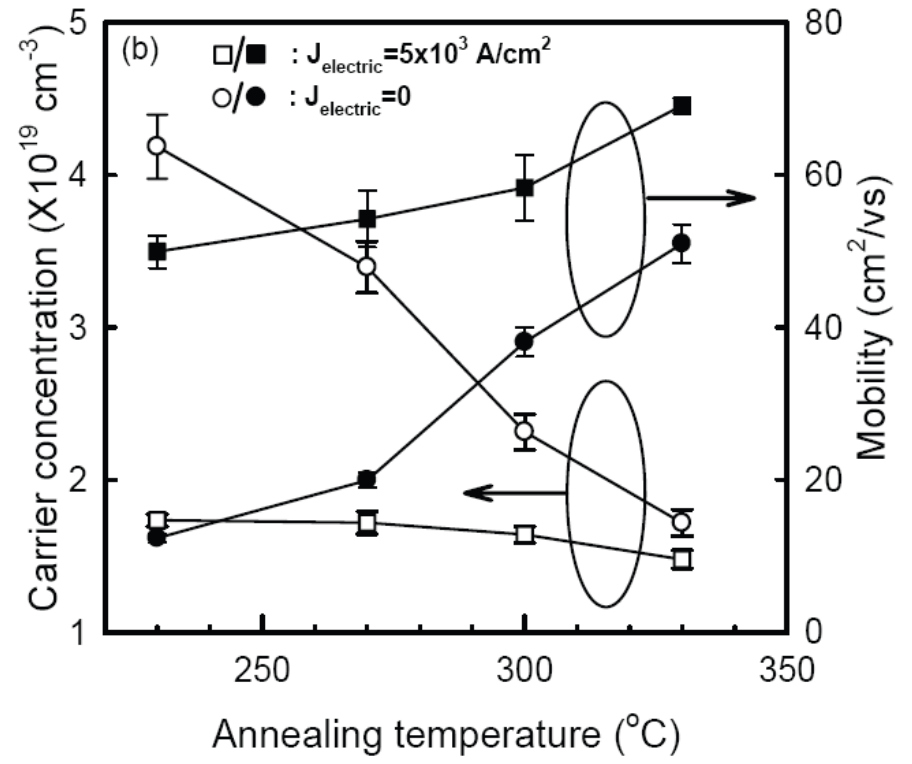 (b)
□/■ : Jelectric=5x10³ A/cm²
○/● : Jelectric=0
Carrier concentration (X10¹⁹ cm⁻³)
5
4
3
2
1
80
60
40
20
0
Mobility (cm²/vs)
250 300 350
Annealing temperature (°C)